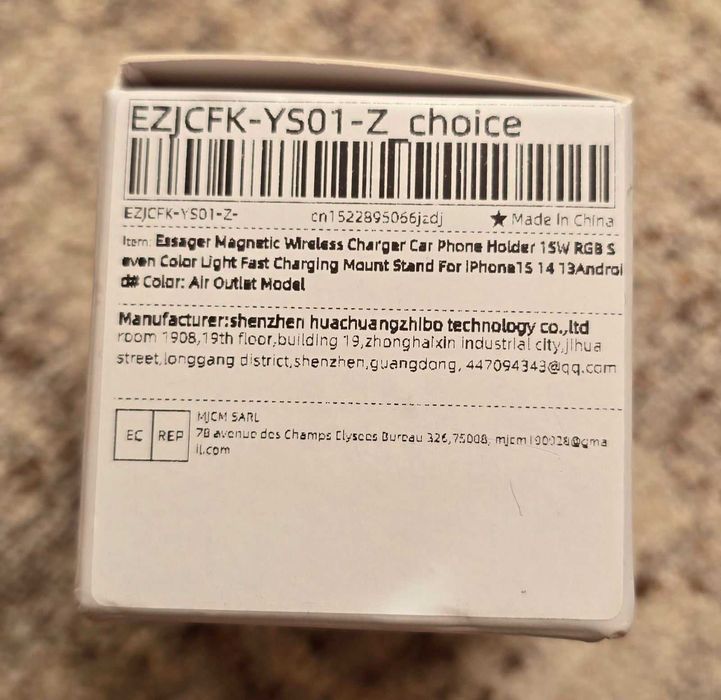 EZJCFK-YS01-Z_choice
EZJCFK-YS01-Z- cn1522895066jzdj ★ Made In China
Item: Essager Magnetic Wireless Charger Car Phone Holder 15W RGB S
even Color Light Fast Charging Mount Stand For iPhone15 14 13Androi
d# Color: Air Outlet Model
Manufacturer:shenzhen huachuangzhibo technology co.,ltd
room 1908,19th floor,building 19,zhonghaixin industrial city,jihua
street,longgang district,shenzhen,guangdong, 447094343@qq.com
EC REP
MJCM SARL
78 avenue des Champs Elysees Bureau 326,75008,
il.com